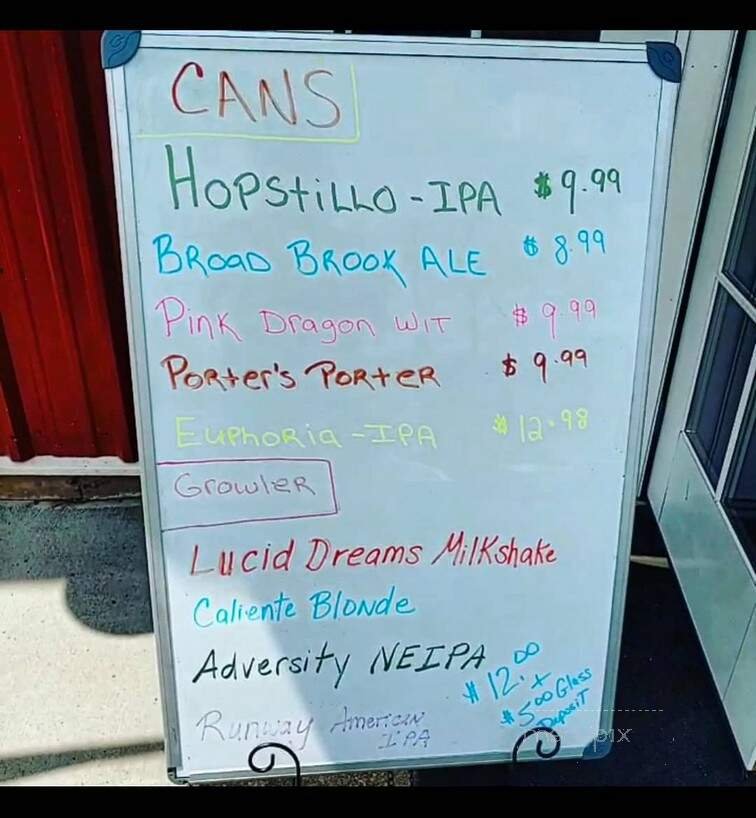 CANS
HOPSTILLO - IPA $9.99
BROAD BROOK ALE $8.99
Pink Dragon WIT $9.99
PORTER'S PORTER $9.99
EUPHORIA - IPA $12.98
GROWLER
Lucid Dreams Milkshake
Caliente Blonde
Adversity NEIPA
$12.00
+
$5.00 Glass
Deposit
Runway American
IPA